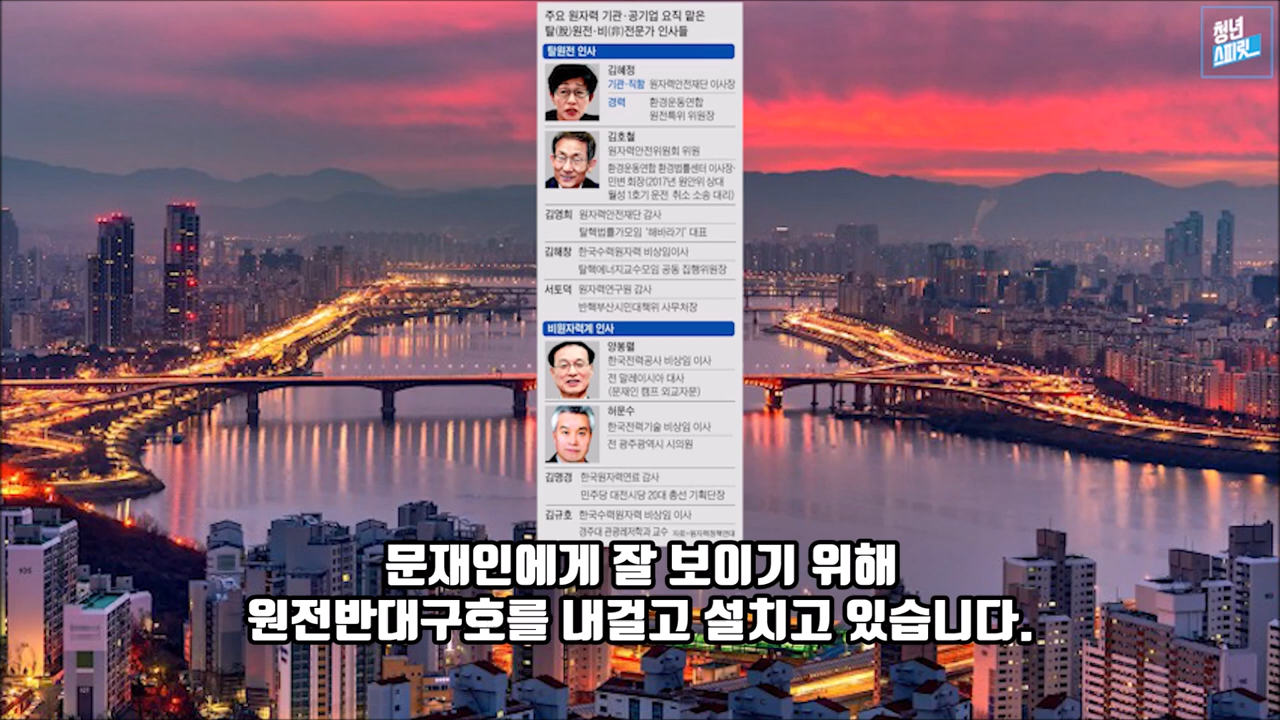 주요 원자력 기관·공기업 요직 맡은
탈(脫)원전·비(非)전문가 인사들
탈원전 인사
김혜정
기관·직함 원자력안전재단 이사장
경력 환경운동연합
원전특위 위원장
김호철
원자력안전위원회 위원
환경운동연합 환경법률센터 이사장·
민변 회장(2017년 원안위 상대
월성 1호기 운전 취소 소송 대리)
김영희 원자력안전재단 감사
탈핵법률가모임 '해바라기' 대표
김해창 한국수력원자력 비상임이사
탈핵에너지교수모임 공동 집행위원장
서토덕 원자력연구원 감사
반핵부산시민대책위 사무처장
비원자력계 인사
양봉렬
한국전력공사 비상임 이사
전 말레이시아 대사
(문재인 캠프 외교자문)
허문수
한국전력기술 비상임 이사
전 광주광역시 시의원
김명경 한국원자력연료 감사
민주당 대전시당 20대 총선 기획단장
김규호 한국수력원자력 비상임 이사
경주대 관광레저학과 교수 자료=원자력정책연대
청년
스피릿
문재인에게 잘 보이기 위해
원전반대구호를 내걸고 설치고 있습니다.